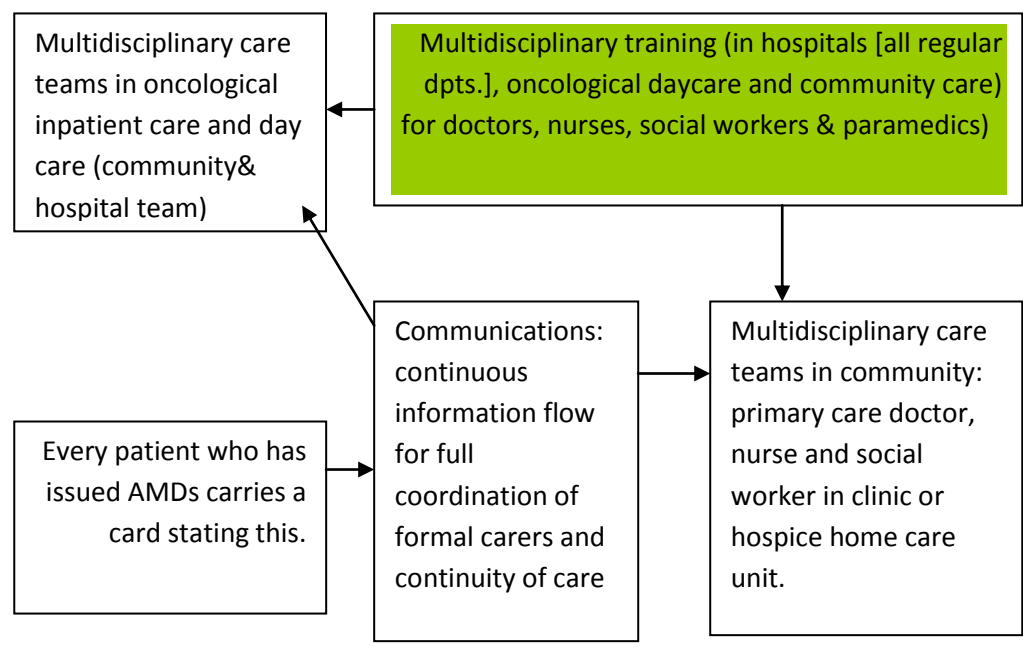 Multidisciplinary care
teams in oncological
inpatient care and day
care (community&
hospital team)
Multidisciplinary training (in hospitals [all regular
dpts.], oncological daycare and community care)
for doctors, nurses, social workers & paramedics)
Every patient who has
issued AMDs carries a
card stating this.
Communications:
continuous
information flow
for full
coordination of
formal carers and
continuity of care
Multidisciplinary care
teams in community:
primary care doctor,
nurse and social
worker in clinic or
hospice home care
unit.